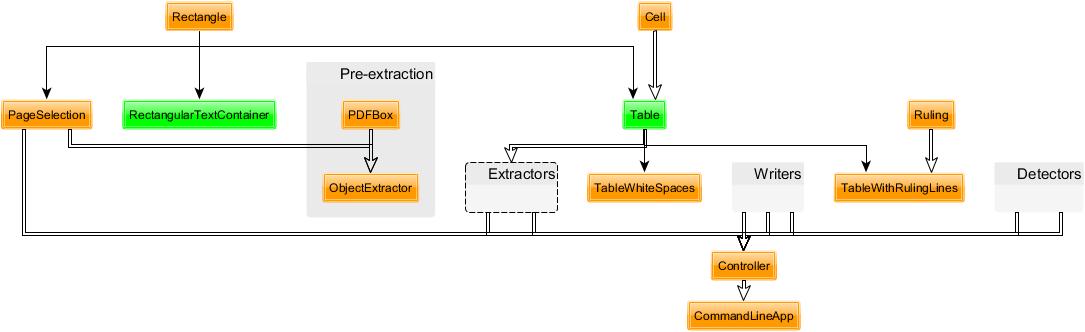 Rectangle
Cell
Pre-extraction
PageSelection
RectangularTextContainer
PDFBox
Table
Ruling
Extractors
Writers
Detectors
ObjectExtractor
TableWhiteSpaces
TableWithRulingLines
Controller
CommandLineApp